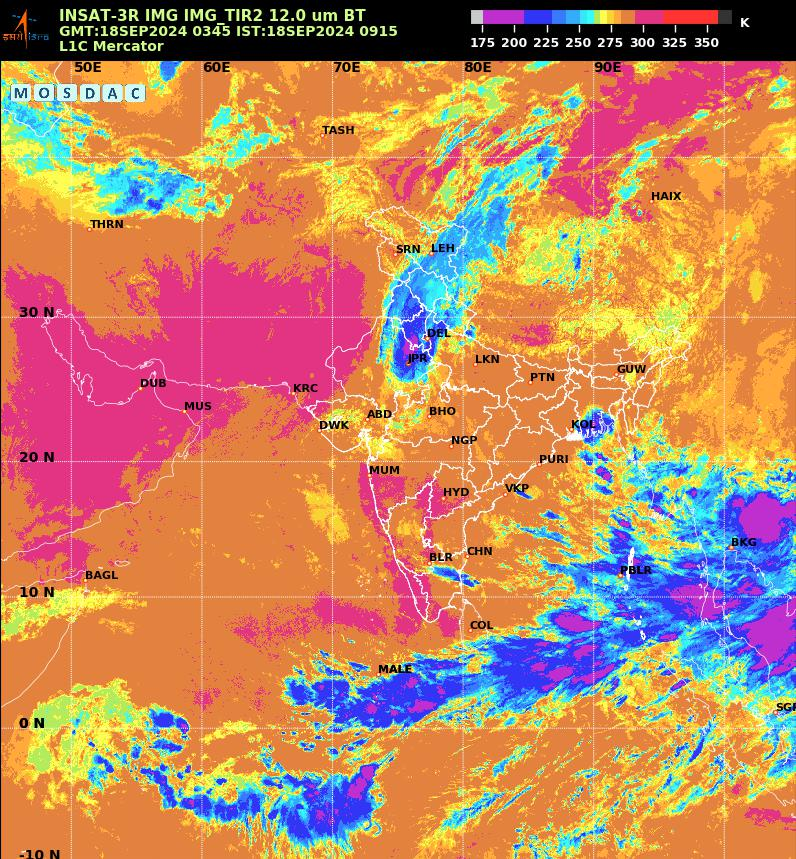 INSAT-3R IMG IMG_TIR2 12.0 um BT
GMT:18SEP2024 0345 IST:18SEP2024 0915
L1C Mercator
K
175 200 225 250 275 300 325 350
50E 60E 70E 80E 90E
M O S D A C
TASH
HAIX
THRN
SRN LEH
30 N
DEL
JPR LKN
GUW
PTN
DUB
KRC
MUS
ABD BHO
DWK KOL
NGP
20 N
PURI
MUM
HYD VKP
BKG
CHN
BLR
PBLR
BAGL
10 N
COL
MALE
SGP
0 N
-10 N